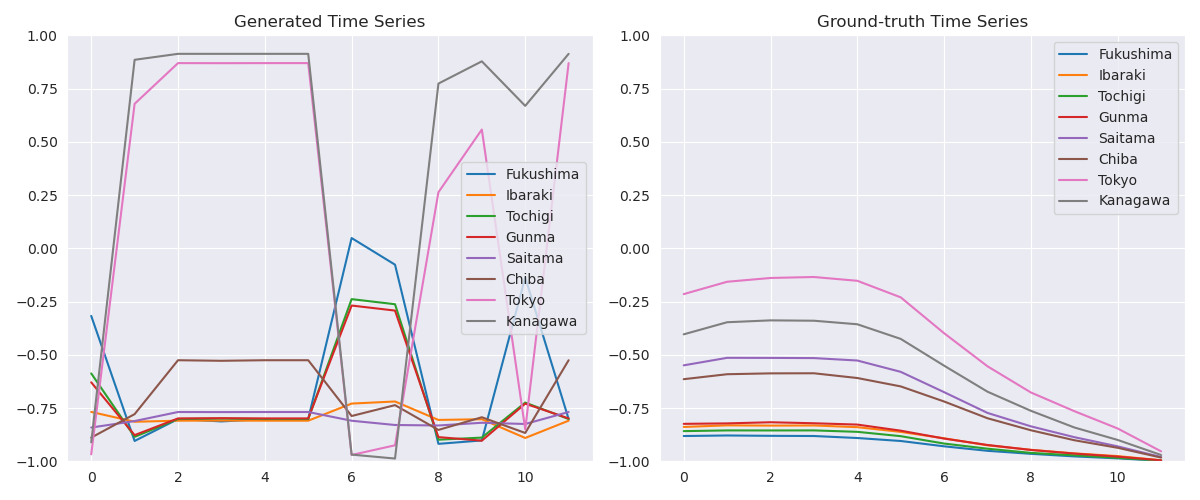 Generated Time Series
1.00
0.75
0.50
0.25
0.00
−0.25
−0.50
−0.75
−1.00
0 2 4 6 8 10
Fukushima
Ibaraki
Tochigi
Gunma
Saitama
Chiba
Tokyo
Kanagawa
Ground-truth Time Series
1.00
0.75
0.50
0.25
0.00
−0.25
−0.50
−0.75
−1.00
0 2 4 6 8 10
Fukushima
Ibaraki
Tochigi
Gunma
Saitama
Chiba
Tokyo
Kanagawa